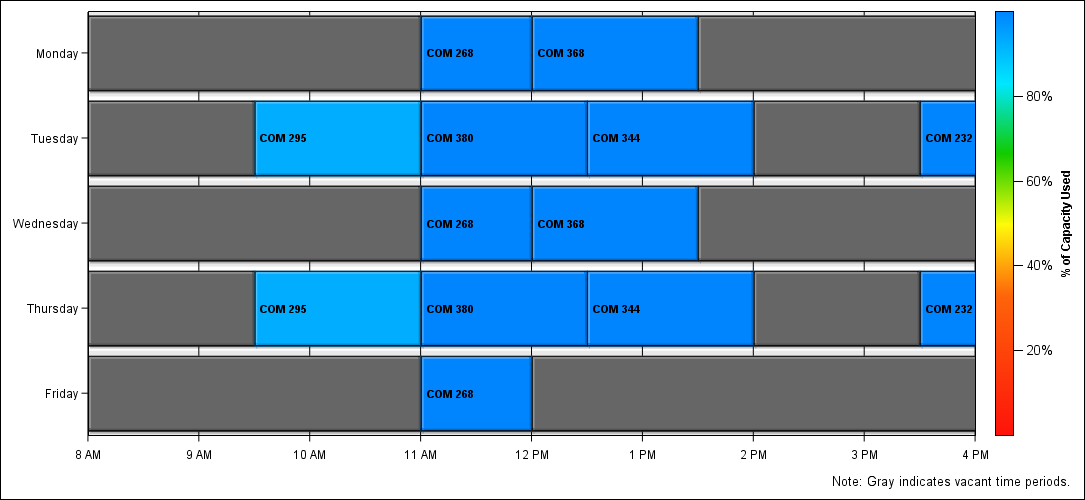 Monday
COM 268
COM 368
Tuesday
COM 295
COM 380
COM 344
COM 232
Wednesday
COM 268
COM 368
Thursday
COM 295
COM 380
COM 344
COM 232
Friday
COM 268
8 AM
9 AM
10 AM
11 AM
12 PM
1 PM
2 PM
3 PM
4 PM
80%
60%
40%
20%
% of Capacity Used
Note: Gray indicates vacant time periods.